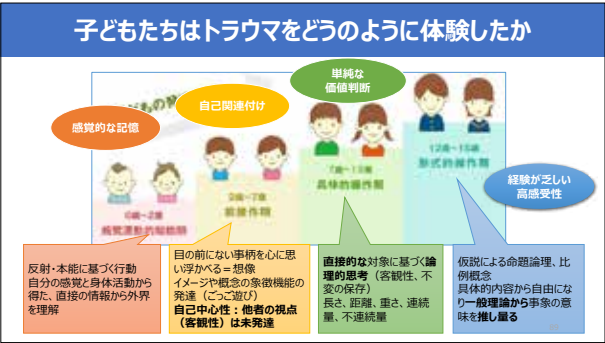 子どもたちはトラウマをどのように体験したか
単純な
価値判断
自己関連付け
感覚的な記憶
経験が乏しい
高感受性
0歳~2歳
感覚運動的知能期
2歳~7歳
前操作期
7歳~12歳
具体的操作期
12歳~15歳
形式的操作期
反射・本能に基づく行動
自分の感覚と身体活動から
得た、直接の情報から外界
を理解
目の前にない事柄を心に思
い浮かべる=想像
イメージや概念の象徴機能の
発達(ごっこ遊び)
自己中心性:他者の視点
(客観性)は未発達
直接的な対象に基づく論
理的思考(客観性、不
変の保存)
長さ、距離、重さ、連続
量、不連続量
仮説による命題論理、比
例概念
具体的内容から自由にな
り一般理論から事象の意
味を推し量る